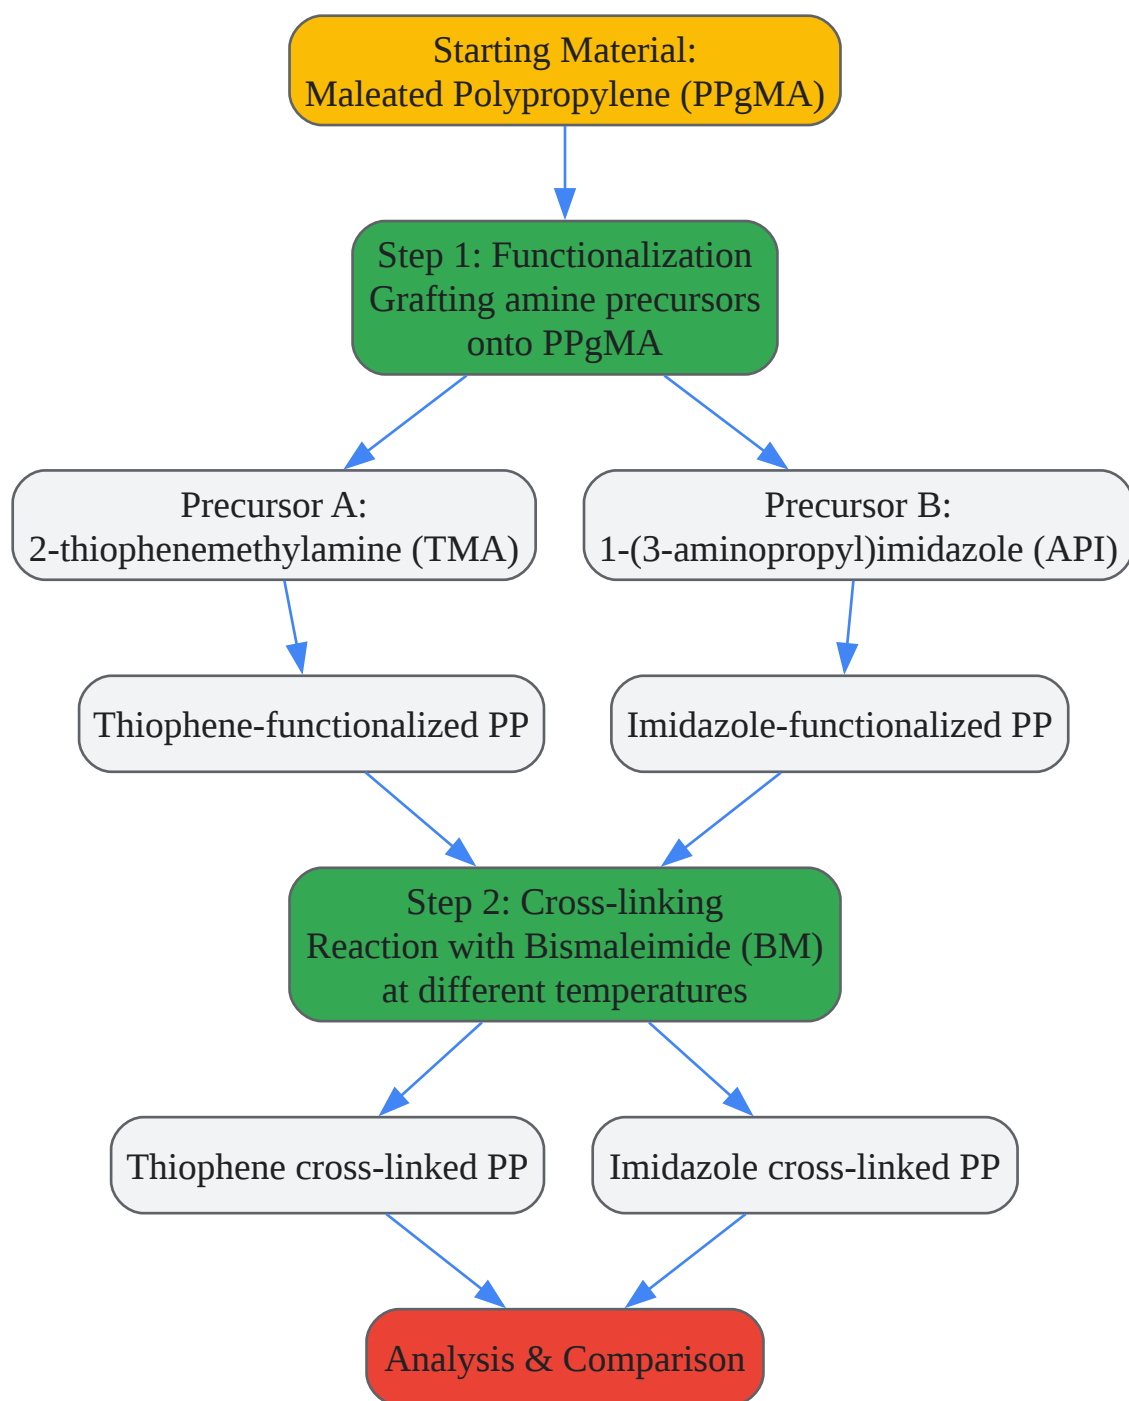 Starting Material:
Maleated Polypropylene (PPgMA)
Step 1: Functionalization
Grafting amine precursors
onto PPgMA
Precursor A:
2-thiophenemethylamine (TMA)
Precursor B:
1-(3-aminopropyl)imidazole (API)
Thiophene-functionalized PP
Imidazole-functionalized PP
Step 2: Cross-linking
Reaction with Bismaleimide (BM)
at different temperatures
Thiophene cross-linked PP
Imidazole cross-linked PP
Analysis & Comparison